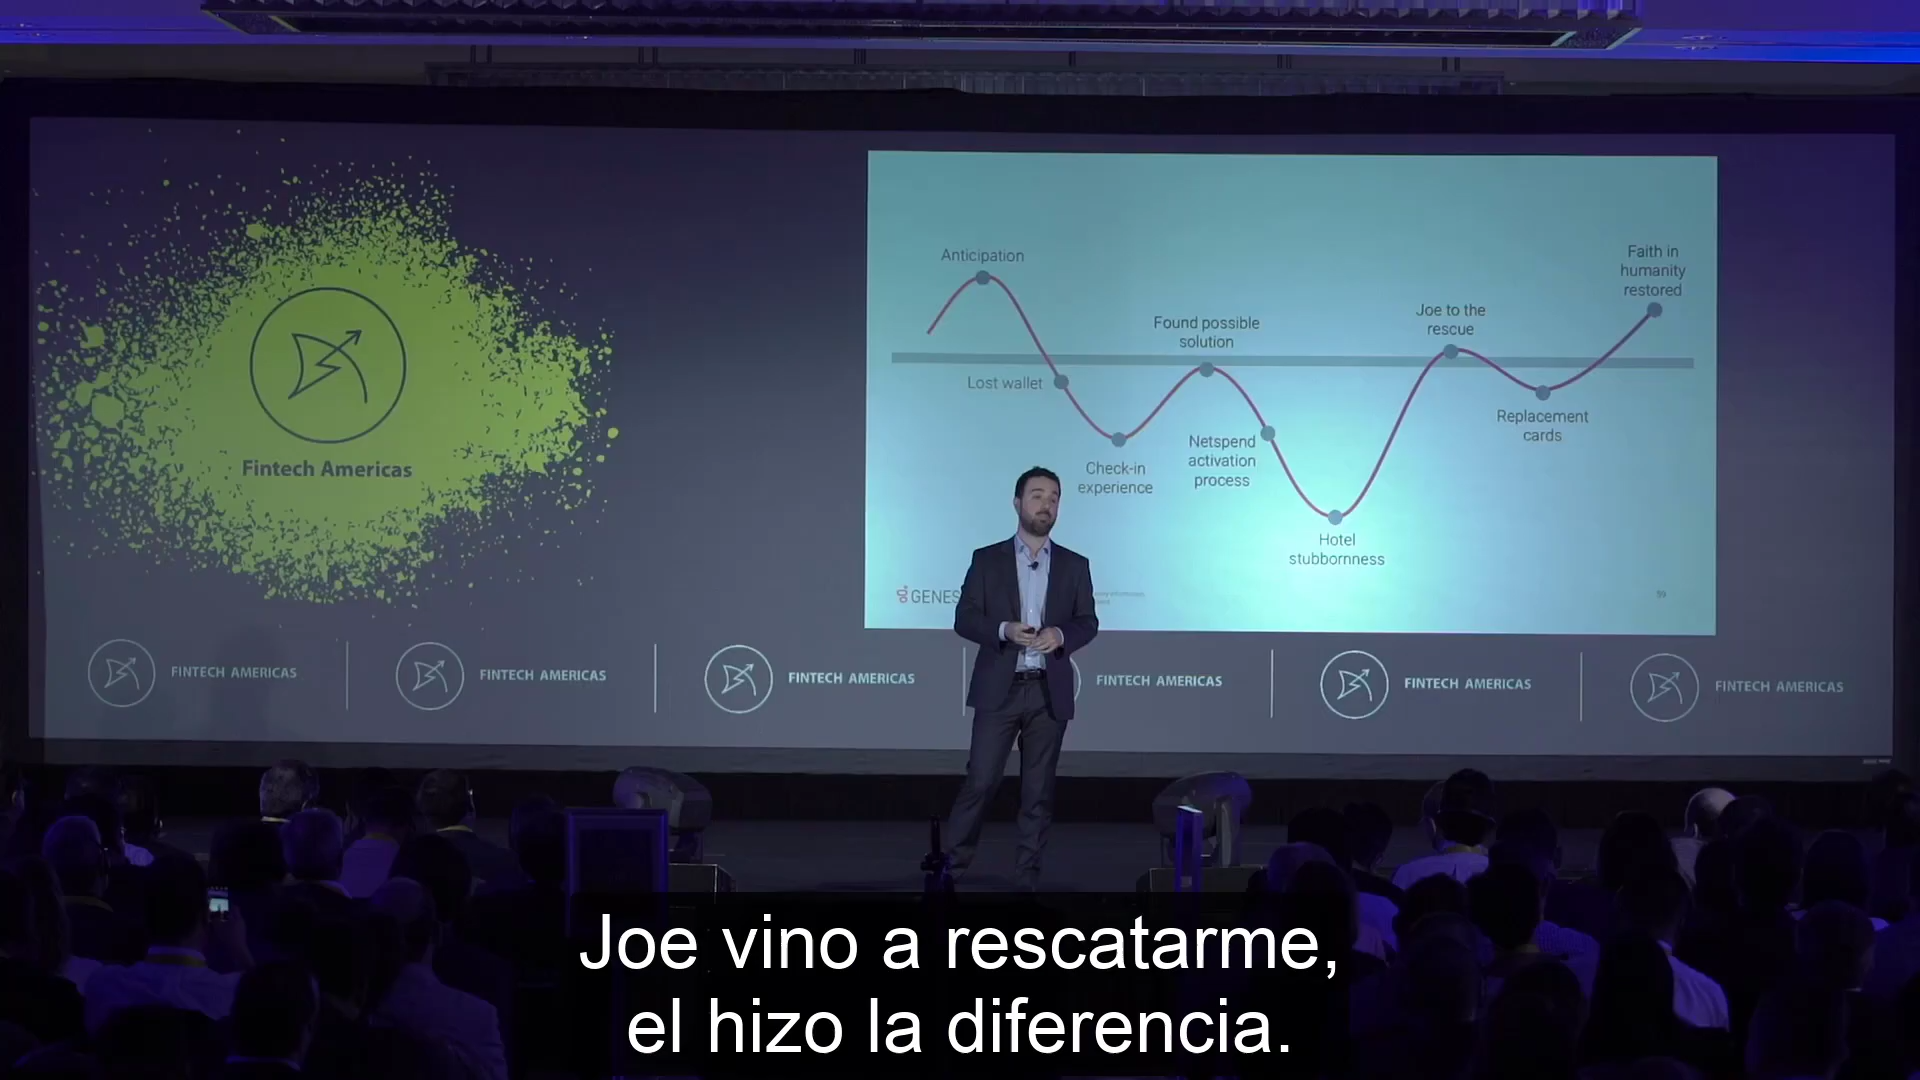 Anticipation
Faith in
humanity
restored
Joe to the
rescue
Found possible
solution
Lost wallet
Replacement
cards
Netspend
activation
process
Check-in
experience
Hotel
stubbornness
Fintech Americas
GENES
59
FINTECH AMERICAS
FINTECH AMERICAS
FINTECH AMERICAS
FINTECH AMERICAS
FINTECH AMERICAS
FINTECH AMERICAS
Joe vino a rescatarme,
el hizo la diferencia.